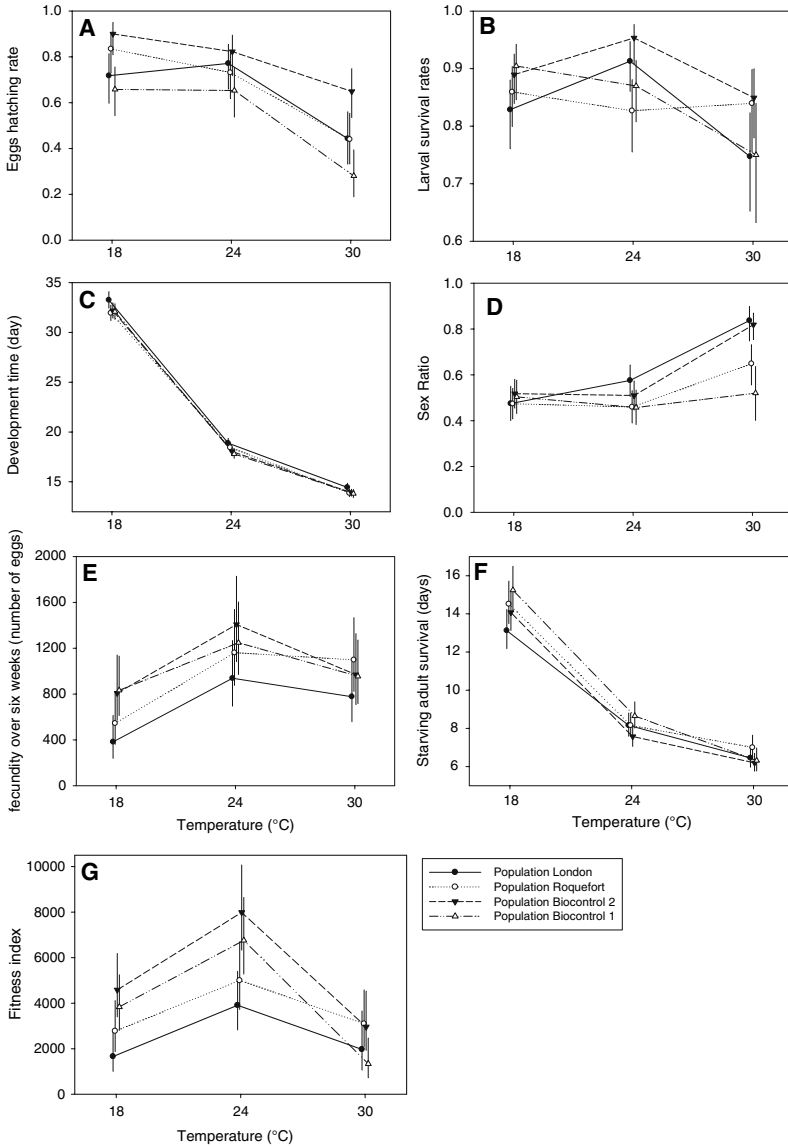 A
Eggs hatching rate
1.0
0.8
0.6
0.4
0.2
0.0
18
24
30
B
Larval survival rates
1.0
0.9
0.8
0.7
0.6
18
24
30
C
Development time (day)
35
30
25
20
15
18
24
30
D
Sex Ratio
1.0
0.8
0.6
0.4
0.2
0.0
18
24
30
E
fecundity over six weeks (number of eggs)
2000
1600
1200
800
400
0
18
24
30
Temperature (°C)
F
Starving adult survival (days)
16
14
12
10
8
6
18
24
30
Temperature (°C)
G
Fitness index
10000
8000
6000
4000
2000
0
18
24
30
Temperature (°C)
Population London
Population Roquefort
Population Biocontrol 2
Population Biocontrol 1